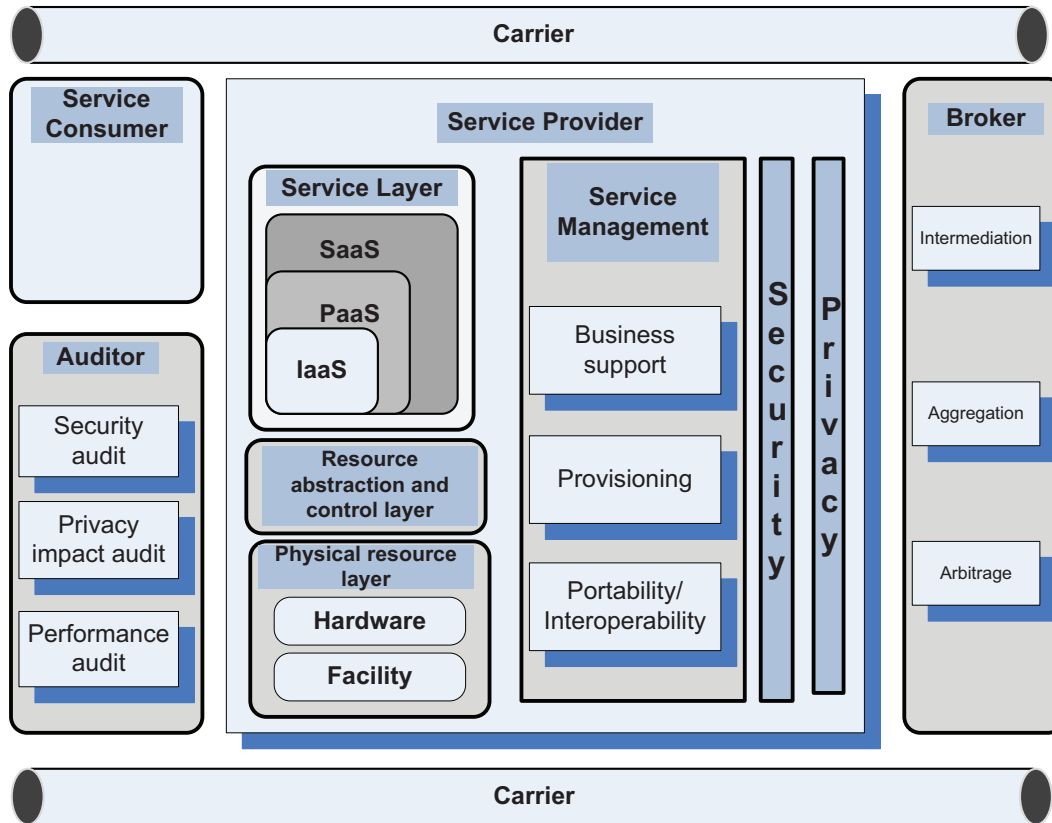 Carrier
Service
Consumer
Auditor
Security
audit
Privacy
impact audit
Performance
audit
Service Provider
Service Layer
SaaS
PaaS
IaaS
Resource
abstraction and
control layer
Physical resource
layer
Hardware
Facility
Service
Management
Business
support
Provisioning
Portability/
Interoperability
Security
Privacy
Broker
Intermediation
Aggregation
Arbitrage
Carrier